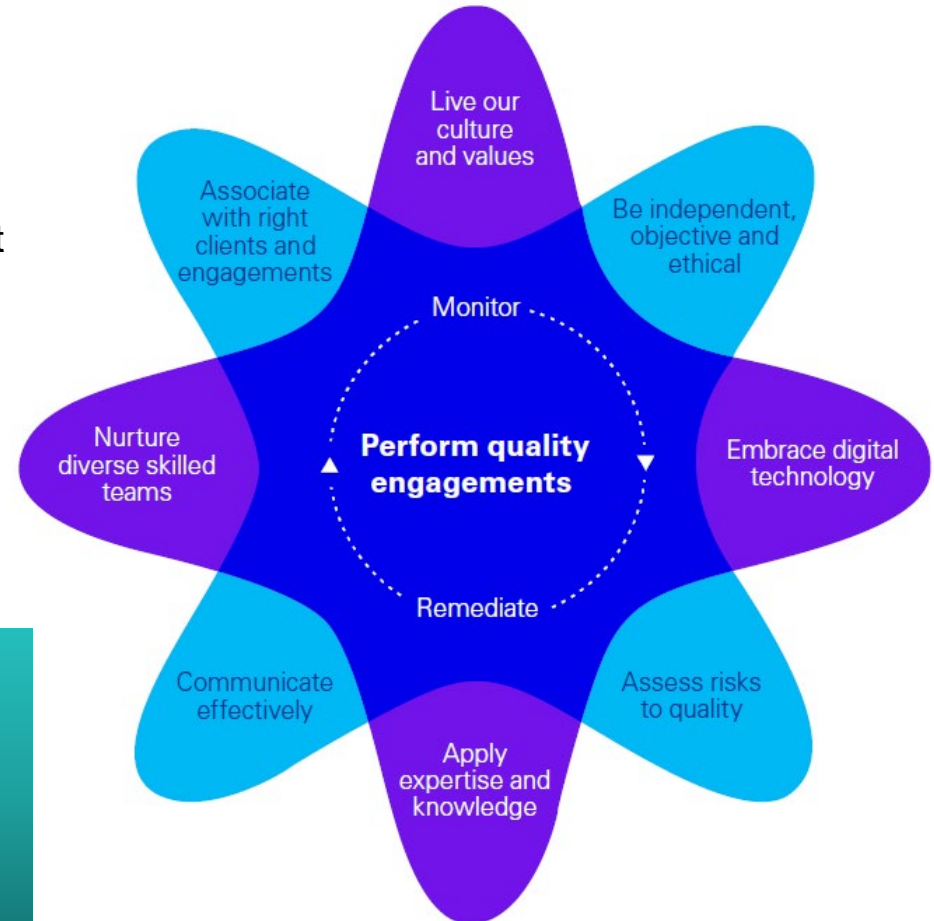 Live our
culture
and values
Associate
with right
clients and
engagements
Be independent,
objective and
ethical
t
Monitor
Nurture
diverse skilled
teams
Perform quality
engagements
Embrace digital
technology
Remediate
Communicate
effectively
Assess risks
to quality
Apply
expertise and
knowledge